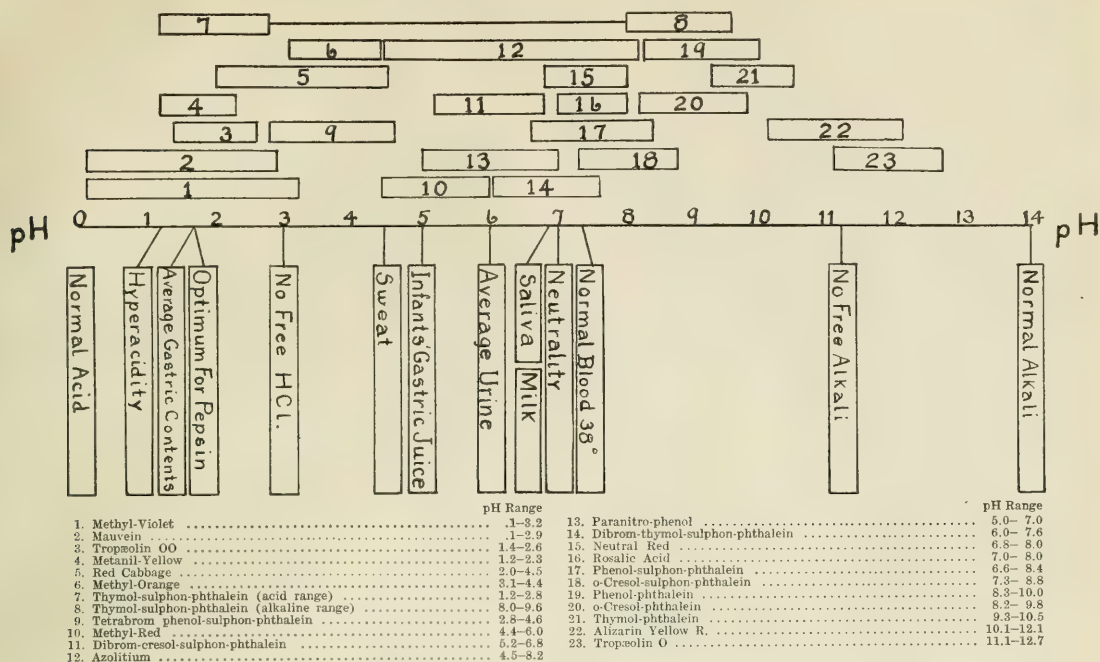 7 8
6 12 19
5 15 21
4 11 16 20
3 9 17 22
2 13 18 23
1 10 14
pH 0 1 2 3 4 5 6 7 8 9 10 11 12 13 14 pH
Normal Acid
Hyperacidity
Average Gastric Contents
Optimum For Pepsin
No Free HCl.
Sweat
Infants' Gastric Juice
Average Urine
Saliva
Milk
Neutrality
Normal Blood 38°
No Free Alkali
Normal Alkali
pH Range
1. Methyl-Violet .1–3.2
2. Mauvein .1–2.9
3. Tropæolin OO 1.4–2.6
4. Metanil-Yellow 1.2–2.3
5. Red Cabbage 2.0–4.5
6. Methyl-Orange 3.1–4.4
7. Thymol-sulphon-phthalein (acid range) 1.2–2.8
8. Thymol-sulphon-phthalein (alkaline range) 8.0–9.6
9. Tetrabrom phenol-sulphon-phthalein 2.8–4.6
10. Methyl-Red 4.4–6.0
11. Dibrom-cresol-sulphon-phthalein 5.2–6.8
12. Azolitium 4.5–8.2
pH Range
13. Paranitro-phenol 5.0– 7.0
14. Dibrom-thymol-sulphon-phthalein 6.0– 7.6
15. Neutral Red 6.8– 8.0
16. Rosalic Acid 7.0– 8.0
17. Phenol-sulphon-phthalein 6.6– 8.4
18. o-Cresol-sulphon-phthalein 7.3– 8.8
19. Phenol-phthalein 8.3–10.0
20. o-Cresol-phthalein 8.2– 9.8
21. Thymol-phthalein 9.3–10.5
22. Alizarin Yellow R. 10.1–12.1
23. Tropæolin O 11.1–12.7